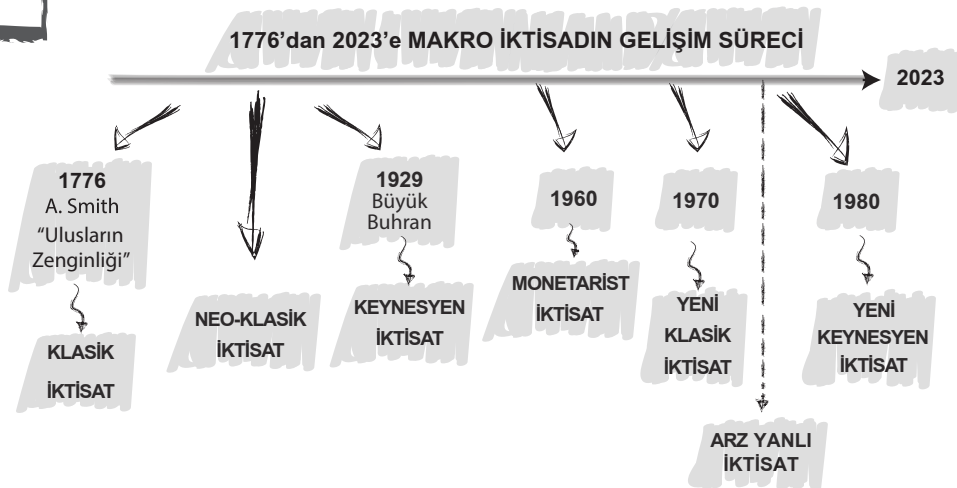 1776’dan 2023’e MAKRO İKTİSADIN GELİŞİM SÜRECİ
2023
1776
A. Smith
“Ulusların
Zenginliği”
KLASİK
İKTİSAT
NEO-KLASİK
İKTİSAT
1929
Büyük
Buhran
KEYNESYEN
İKTİSAT
1960
MONETARİST
İKTİSAT
1970
YENİ
KLASİK
İKTİSAT
ARZ YANLI
İKTİSAT
1980
YENİ
KEYNESYEN
İKTİSAT